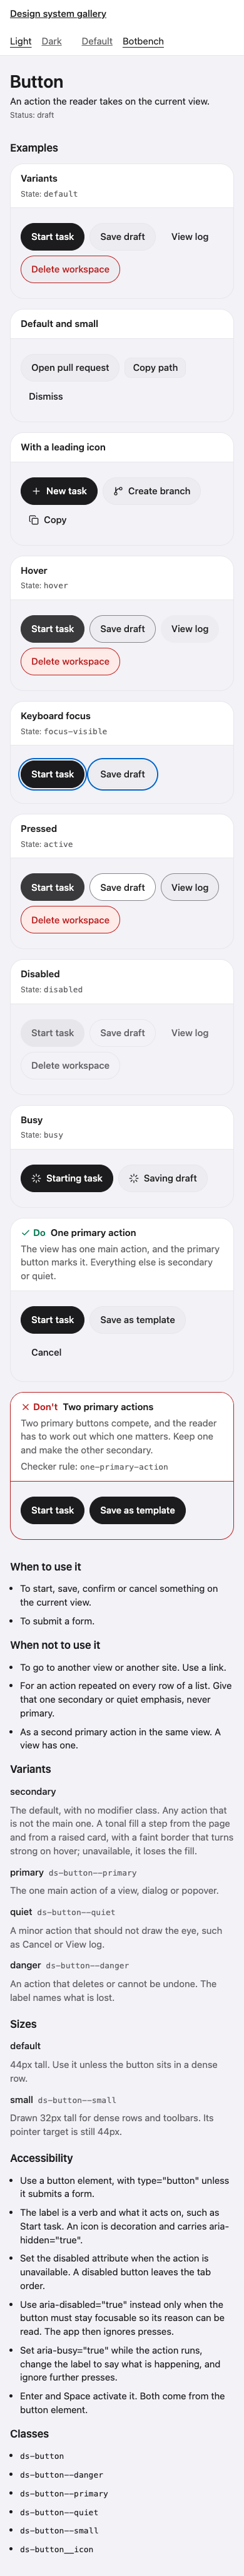 Design system gallery
Light Dark Default Botbench
Button
An action the reader takes on the current view.
Status: draft
Examples
Variants
State: default
Start task Save draft View log
Delete workspace
Default and small
Open pull request Copy path
Dismiss
With a leading icon
New task Create branch
Copy
Hover
State: hover
Start task Save draft View log
Delete workspace
Keyboard focus
State: focus-visible
Start task Save draft
Pressed
State: active
Start task Save draft View log
Delete workspace
Disabled
State: disabled
Start task Save draft View log
Delete workspace
Busy
State: busy
Starting task Saving draft
Do One primary action
The view has one main action, and the primary
button marks it. Everything else is secondary
or quiet.
Start task Save as template
Cancel
Don't Two primary actions
Two primary buttons compete, and the reader
has to work out which one matters. Keep one
and make the other secondary.
Checker rule: one-primary-action
Start task Save as template
When to use it
• To start, save, confirm or cancel something on
the current view.
• To submit a form.
When not to use it
• To go to another view or another site. Use a link.
• For an action repeated on every row of a list. Give
that one secondary or quiet emphasis, never
primary.
• As a second primary action in the same view. A
view has one.
Variants
secondary
The default, with no modifier class. Any action that
is not the main one. A tonal fill a step from the page
and from a raised card, with a faint border that turns
strong on hover; unavailable, it loses the fill.
primary ds-button--primary
The one main action of a view, dialog or popover.
quiet ds-button--quiet
A minor action that should not draw the eye, such
as Cancel or View log.
danger ds-button--danger
An action that deletes or cannot be undone. The
label names what is lost.
Sizes
default
44px tall. Use it unless the button sits in a dense
row.
small ds-button--small
Drawn 32px tall for dense rows and toolbars. Its
pointer target is still 44px.
Accessibility
• Use a button element, with type="button" unless
it submits a form.
• The label is a verb and what it acts on, such as
Start task. An icon is decoration and carries aria-
hidden="true".
• Set the disabled attribute when the action is
unavailable. A disabled button leaves the tab
order.
• Use aria-disabled="true" instead only when the
button must stay focusable so its reason can be
read. The app then ignores presses.
• Set aria-busy="true" while the action runs,
change the label to say what is happening, and
ignore further presses.
• Enter and Space activate it. Both come from the
button element.
Classes
• ds-button
• ds-button--danger
• ds-button--primary
• ds-button--quiet
• ds-button--small
• ds-button__icon